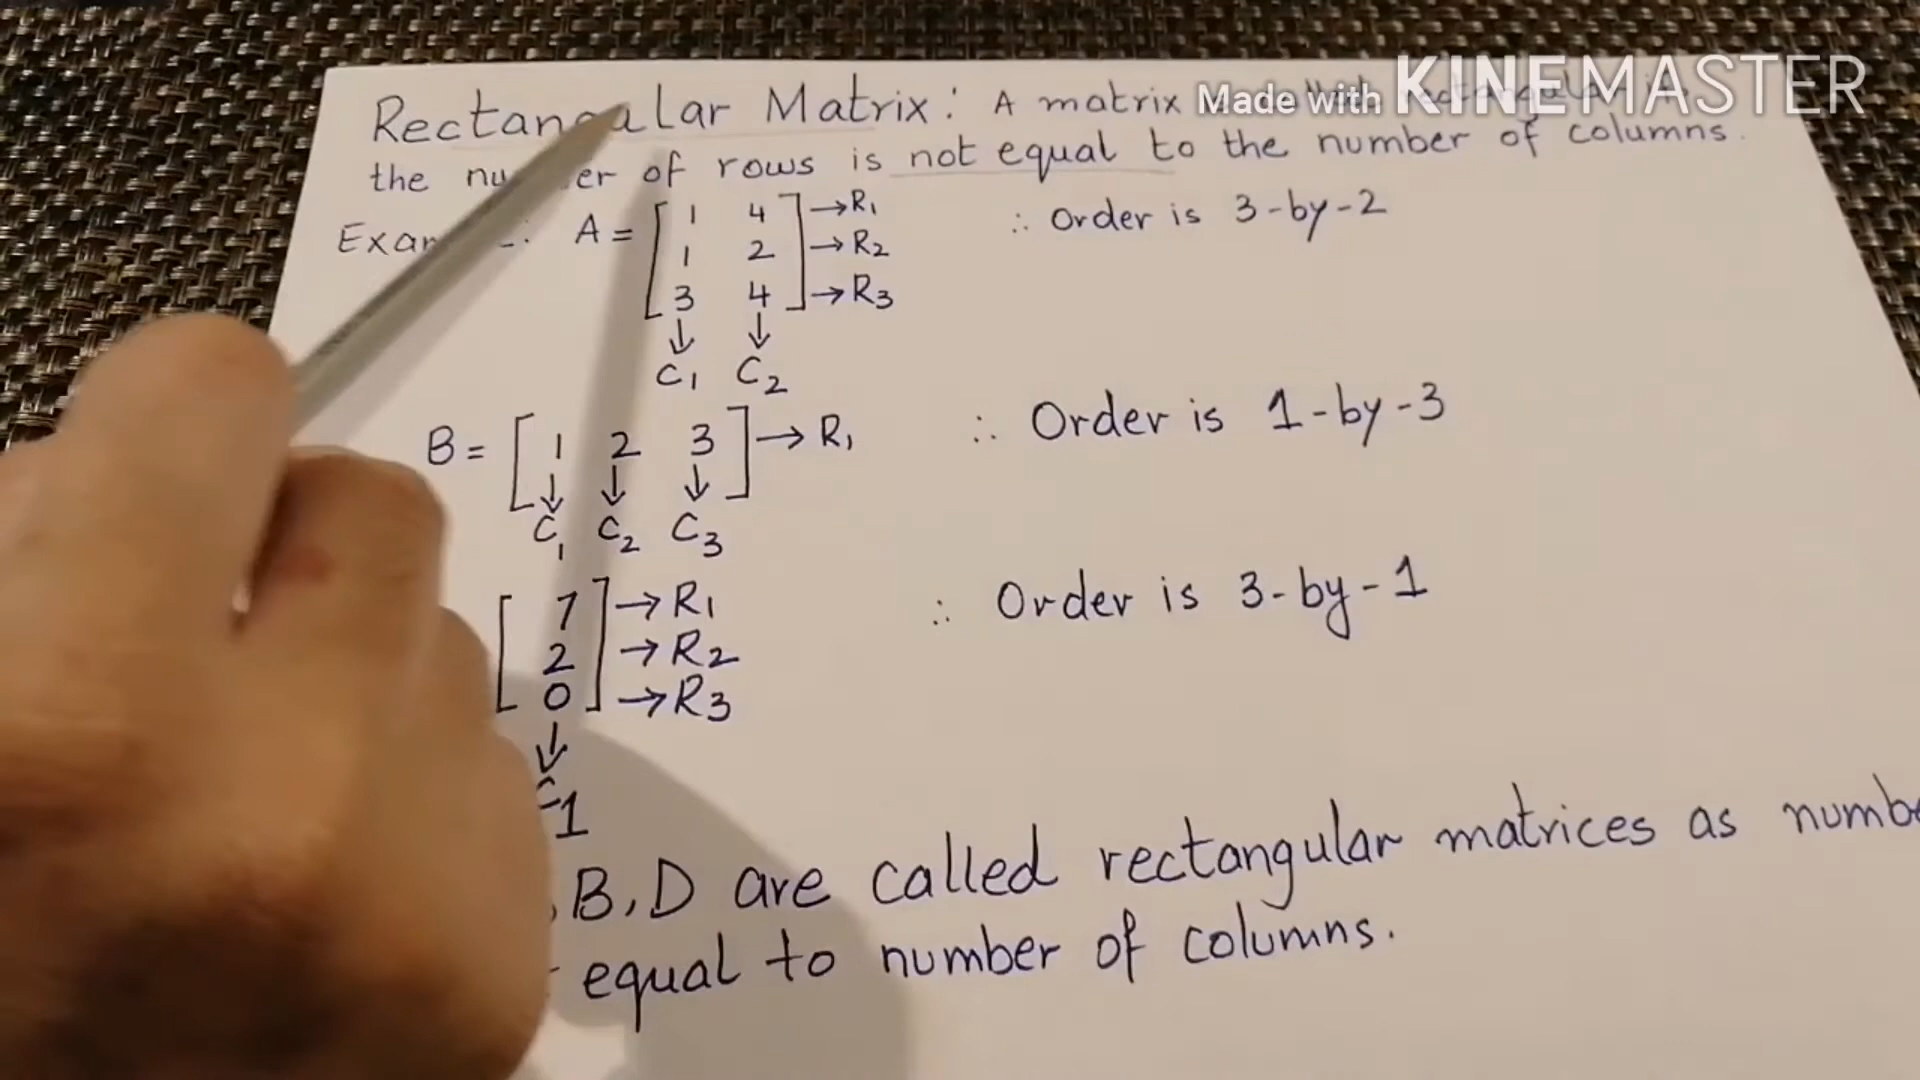 Rectangular Matrix: A matrix
Made with KINEMASTER
the of rows is not equal to the number of columns.
A = [ 1 4 ] → R1 ∴ Order is 3-by-2
1 2 → R2
3 4 → R3
↓ ↓
C1 C2
B = [ 1 2 3 ] → R1 ∴ Order is 1-by-3
↓ ↓ ↓
C1 C2 C3
[ 7 ] → R1 ∴ Order is 3-by-1
2 → R2
0 → R3
↓
C1
, B, D are called rectangular matrices as
equal to number of columns.